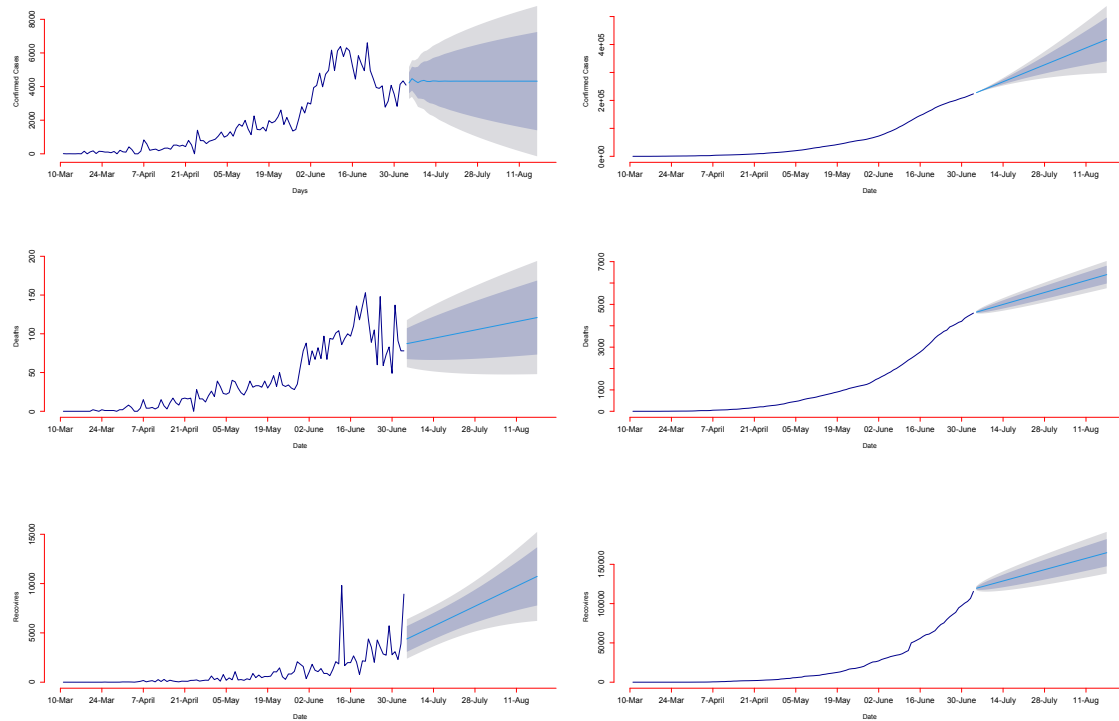 Confirmed Cases
8000
6000
4000
2000
0
10-Mar 24-Mar 7-April 21-April 05-May 19-May 02-June 16-June 30-June 14-July 28-July 11-Aug
Days
Confirmed Cases
4e+05
2e+05
0e+00
10-Mar 24-Mar 7-April 21-April 05-May 19-May 02-June 16-June 30-June 14-July 28-July 11-Aug
Date
Deaths
200
150
100
50
0
10-Mar 24-Mar 7-April 21-April 05-May 19-May 02-June 16-June 30-June 14-July 28-July 11-Aug
Date
Deaths
7000
5000
3000
1000
0
10-Mar 24-Mar 7-April 21-April 05-May 19-May 02-June 16-June 30-June 14-July 28-July 11-Aug
Date
Recovires
15000
10000
5000
0
10-Mar 24-Mar 7-April 21-April 05-May 19-May 02-June 16-June 30-June 14-July 28-July 11-Aug
Date
Recovires
150000
100000
50000
0
10-Mar 24-Mar 7-April 21-April 05-May 19-May 02-June 16-June 30-June 14-July 28-July 11-Aug
Date